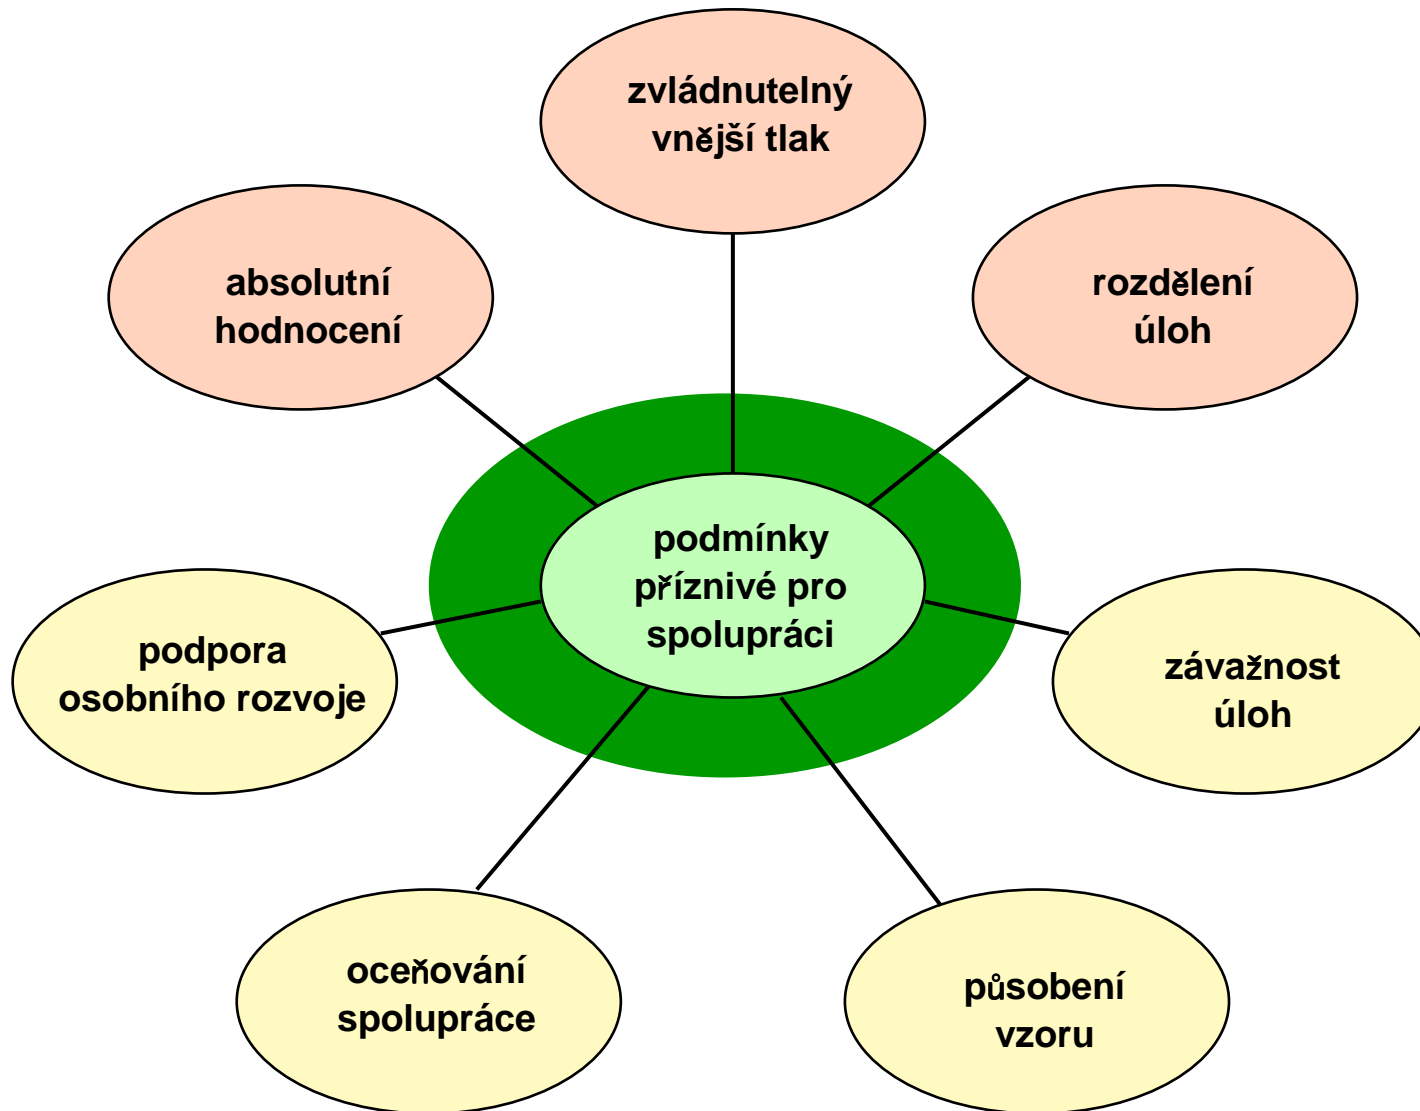 zvládnutelný
vnější tlak
absolutní
hodnocení
rozdělení
úloh
podmínky
příznivé pro
spolupráci
podpora
osobního rozvoje
závažnost
úloh
oceňování
spolupráce
působení
vzoru